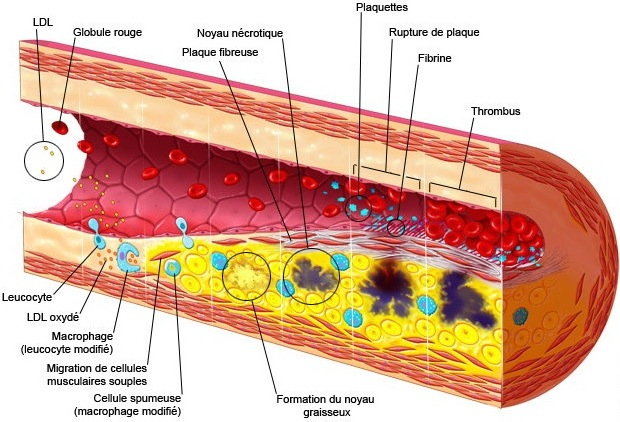 Plaquettes
LDL
Globule rouge
Noyau nécrotique
Rupture de plaque
Plaque fibreuse
Fibrine
Thrombus
Leucocyte
LDL oxydé
Macrophage
(leucocyte modifié)
Migration de cellules
musculaires souples
Cellule spumeuse
(macrophage modifié)
Formation du noyau
graisseux